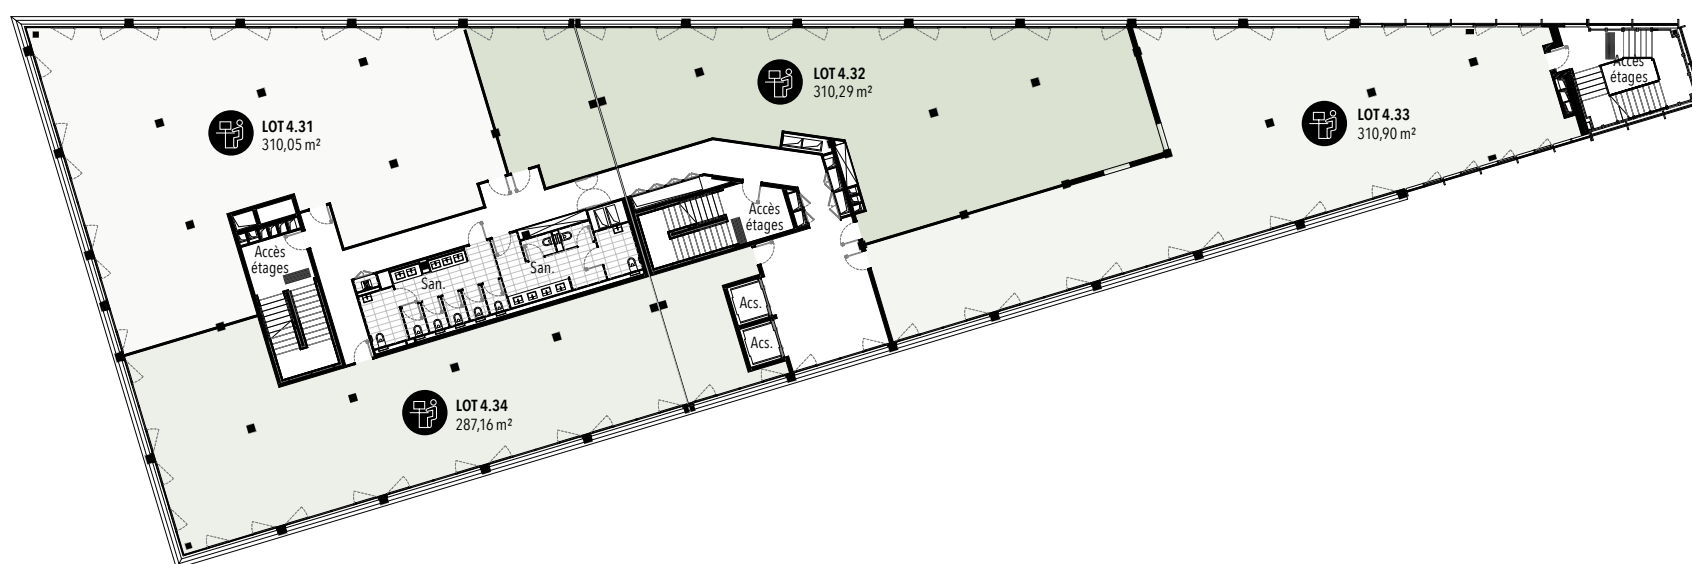 LOT 4.32
310,29 m²
Accès
étages
LOT 4.33
310,90 m²
LOT 4.31
310,05 m²
Accès
étages
Accès
étages
San.
San.
Acs.
Acs.
LOT 4.34
287,16 m²